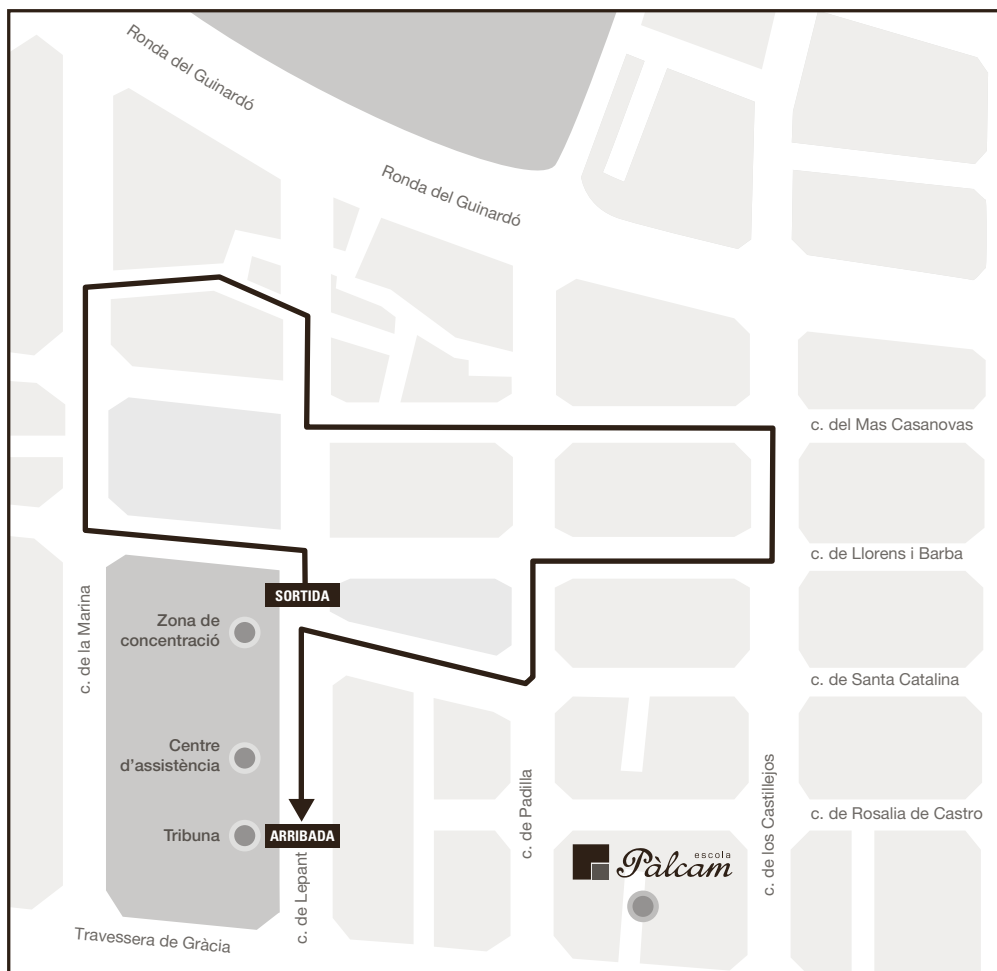 Ronda del Guinardó
Ronda del Guinardó
c. del Mas Casanovas
c. de Llorens i Barba
SORTIDA
c. de la Marina
Zona de
concentració
c. de Santa Catalina
Centre
d'assistència
c. de Padilla
c. de los Castillejos
c. de Rosalia de Castro
Tribuna
ARRIBADA
c. de Lepant
escola
Pàlcam
Travessera de Gràcia